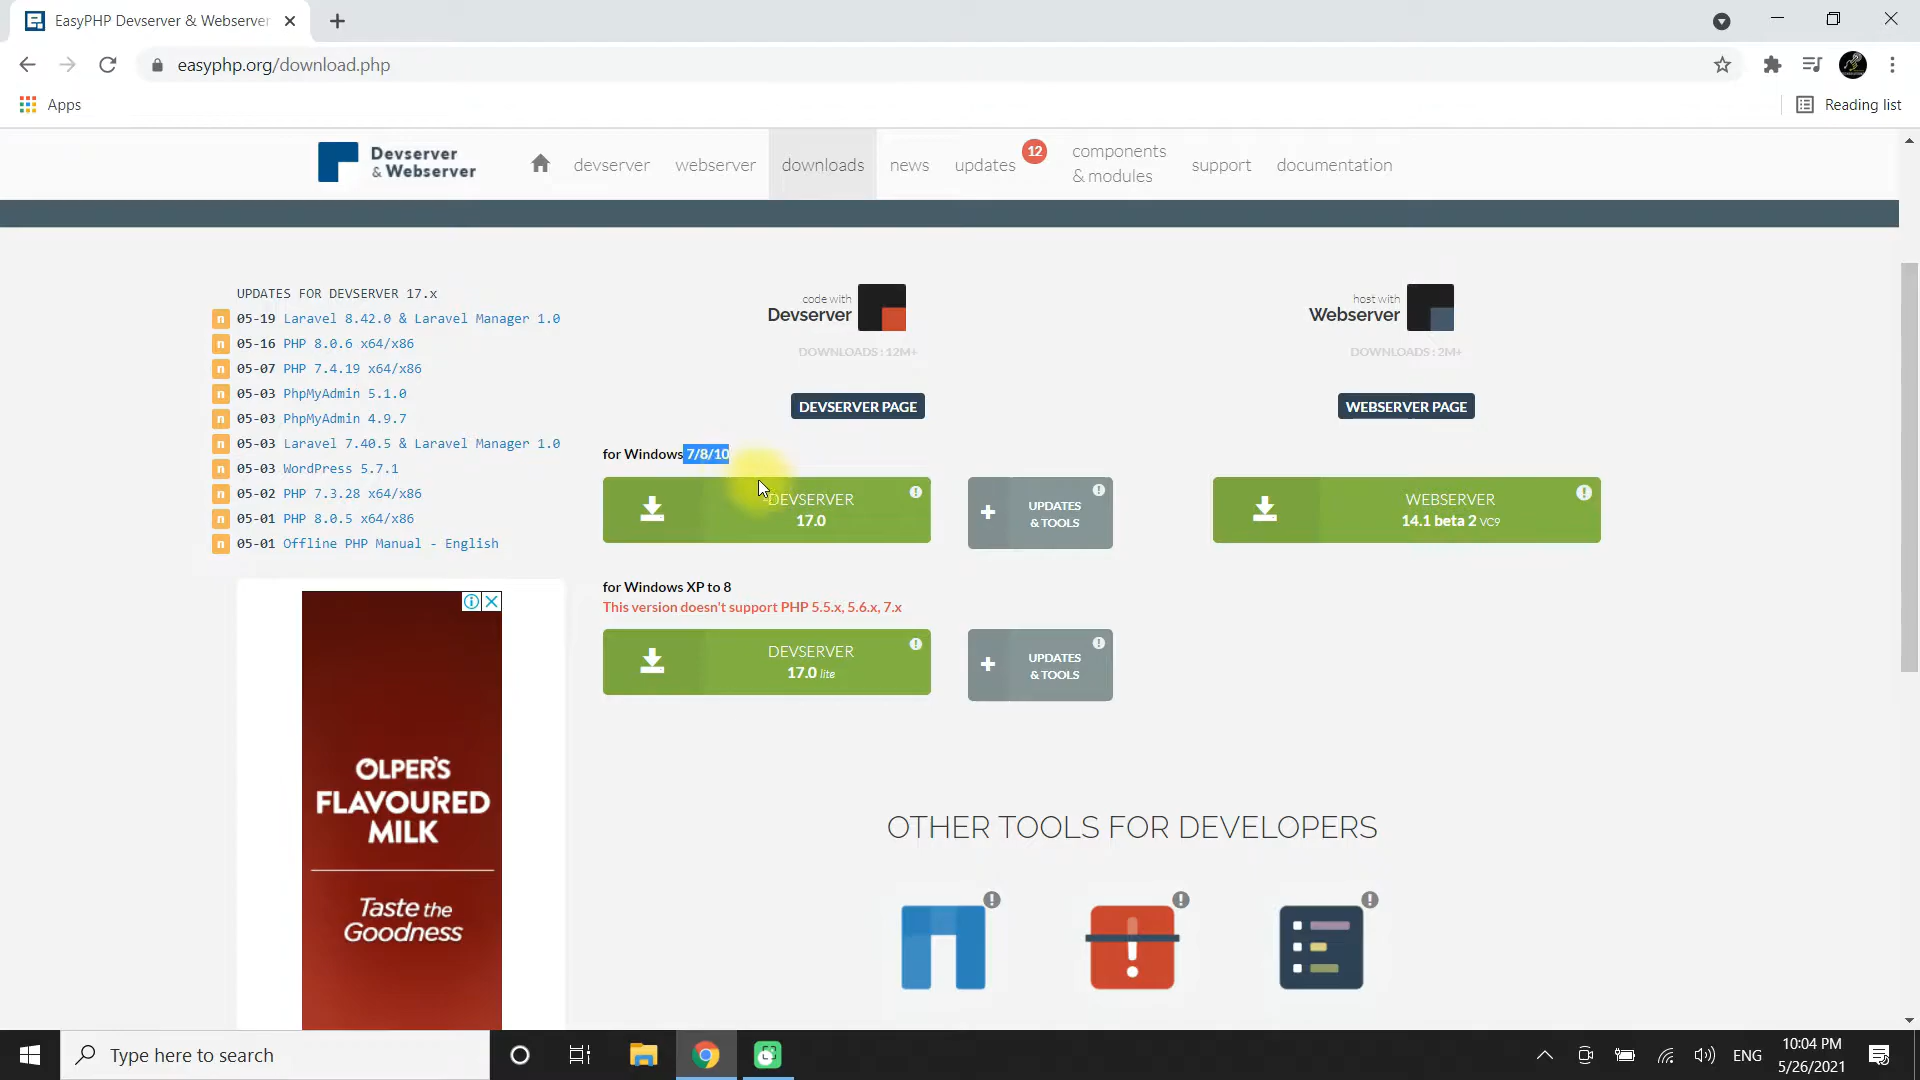 EasyPHP Devserver & Webserver
easyphp.org/download.php
Apps
Reading list
Devserver
& Webserver
devserver
webserver
downloads
news
updates
12
components
& modules
support
documentation
UPDATES FOR DEVSERVER 17.x
n 05-19 Laravel 8.42.0 & Laravel Manager 1.0
n 05-16 PHP 8.0.6 x64/x86
n 05-07 PHP 7.4.19 x64/x86
n 05-03 PhpMyAdmin 5.1.0
n 05-03 PhpMyAdmin 4.9.7
n 05-03 Laravel 7.40.5 & Laravel Manager 1.0
n 05-03 WordPress 5.7.1
n 05-02 PHP 7.3.28 x64/x86
n 05-01 PHP 8.0.5 x64/x86
n 05-01 Offline PHP Manual - English
OLPER'S
FLAVOURED
MILK
Taste the
Goodness
code with
Devserver
DOWNLOADS : 12M+
DEVSERVER PAGE
for Windows 7/8/10
DEVSERVER
17.0
UPDATES
& TOOLS
for Windows XP to 8
This version doesn't support PHP 5.5.x, 5.6.x, 7.x
DEVSERVER
17.0 lite
UPDATES
& TOOLS
host with
Webserver
DOWNLOADS : 2M+
WEBSERVER PAGE
WEBSERVER
14.1 beta 2 VC9
OTHER TOOLS FOR DEVELOPERS
Type here to search
ENG
10:04 PM
5/26/2021